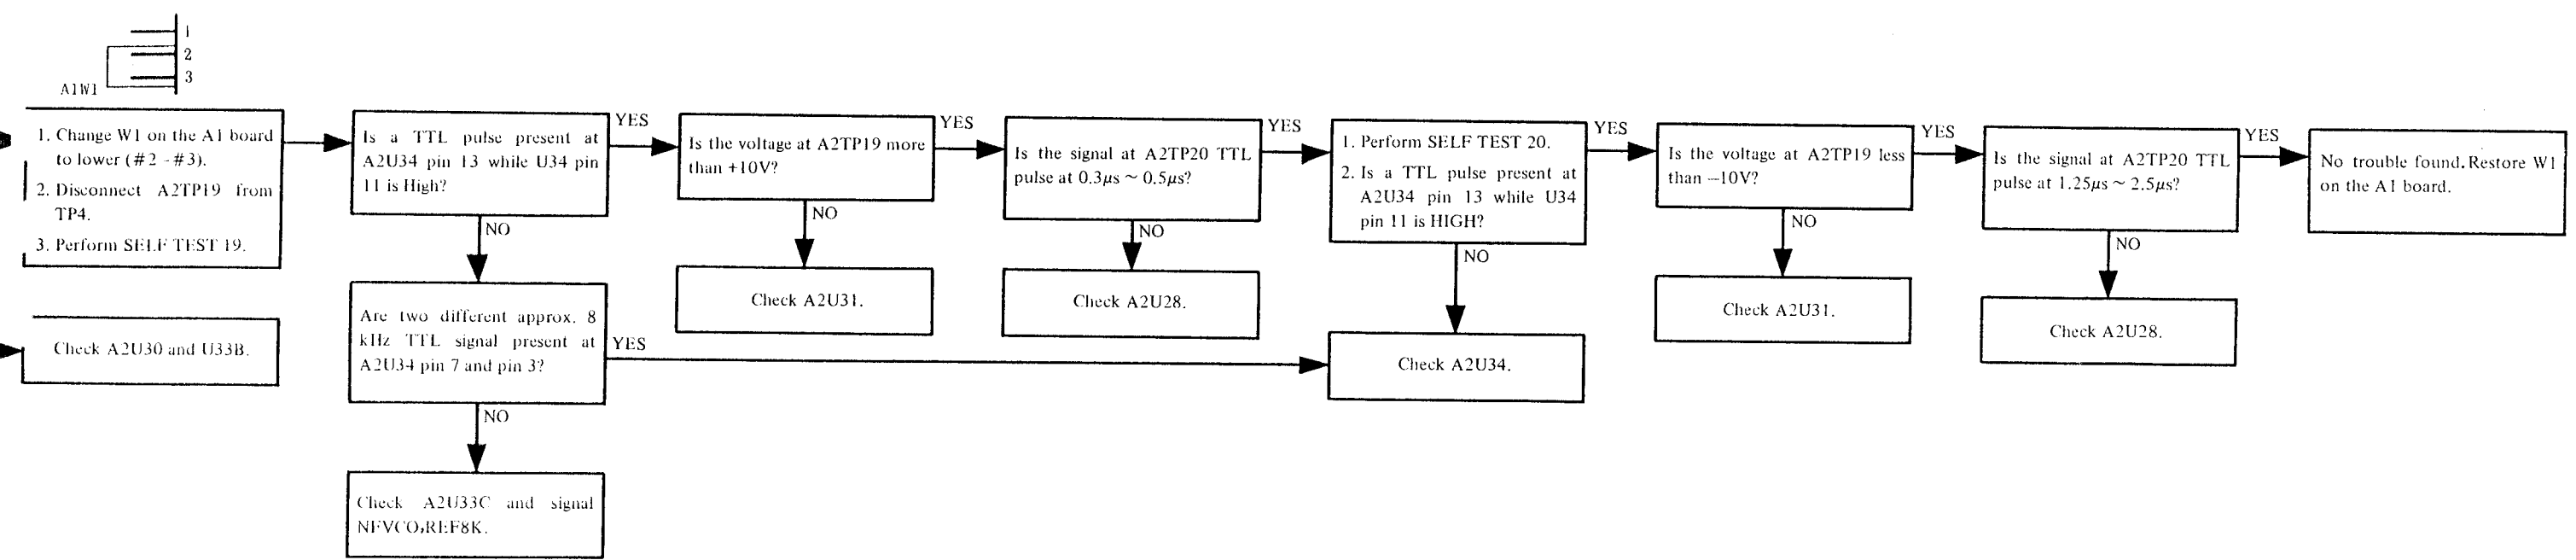 1
2
3
A1W1
1. Change W1 on the A1 board
to lower (#2 - #3).
2. Disconnect A2TP19 from
TP4.
3. Perform SELF TEST 19.
Check A2U30 and U33B.
Is a TTL pulse present at
A2U34 pin 13 while U34 pin
11 is High?
YES
NO
Are two different approx. 8
kHz TTL signal present at
A2U34 pin 7 and pin 3?
YES
NO
Check A2U33C and signal
NFVCO,REF8K.
Is the voltage at A2TP19 more
than +10V?
YES
NO
Check A2U31.
Is the signal at A2TP20 TTL
pulse at 0.3μs ~ 0.5μs?
YES
NO
Check A2U28.
1. Perform SELF TEST 20.
2. Is a TTL pulse present at
A2U34 pin 13 while U34
pin 11 is HIGH?
YES
NO
Check A2U34.
Is the voltage at A2TP19 less
than −10V?
YES
NO
Check A2U31.
Is the signal at A2TP20 TTL
pulse at 1.25μs ~ 2.5μs?
YES
NO
Check A2U28.
No trouble found. Restore W1
on the A1 board.